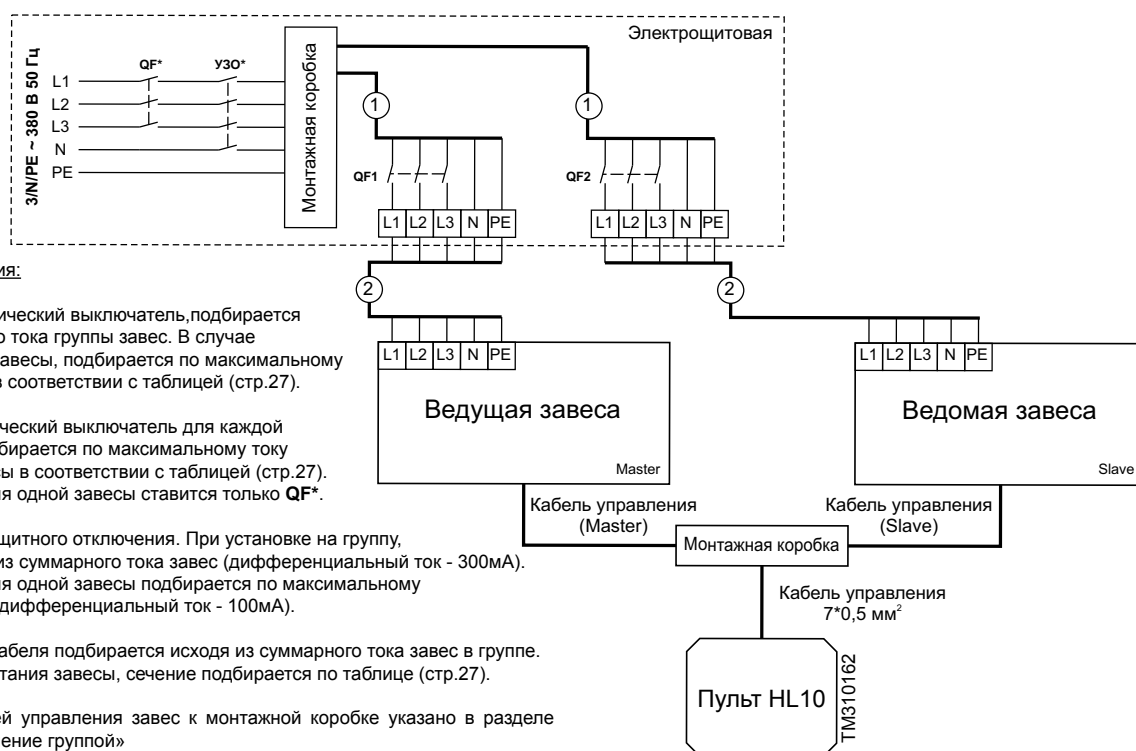 Электрощитовая
3/N/PE ~ 380 В 50 Гц
QF*
УЗО*
L1
L2
L3
N
PE
Монтажная коробка
1
1
QF1
QF2
L1 L2 L3 N PE
L1 L2 L3 N PE
2
2
L1 L2 L3 N PE
L1 L2 L3 N PE
Ведущая завеса
Master
Ведомая завеса
Slave
Кабель управления
(Master)
Кабель управления
(Slave)
Монтажная коробка
Кабель управления
7*0,5 мм²
Пульт HL10
TM310162
ия:
ический выключатель,подбирается
о тока группы завес. В случае
завесы, подбирается по максимальному
в соответствии с таблицей (стр.27).
ческий выключатель для каждой
бирается по максимальному току
сы в соответствии с таблицей (стр.27).
ия одной завесы ставится только QF*.
щитного отключения. При установке на группу,
из суммарного тока завес (дифференциальный ток - 300мА).
ия одной завесы подбирается по максимальному
дифференциальный ток - 100мА).
абеля подбирается исходя из суммарного тока завес в группе.
тания завесы, сечение подбирается по таблице (стр.27).
ей управления завес к монтажной коробке указано в разделе
ение группой»